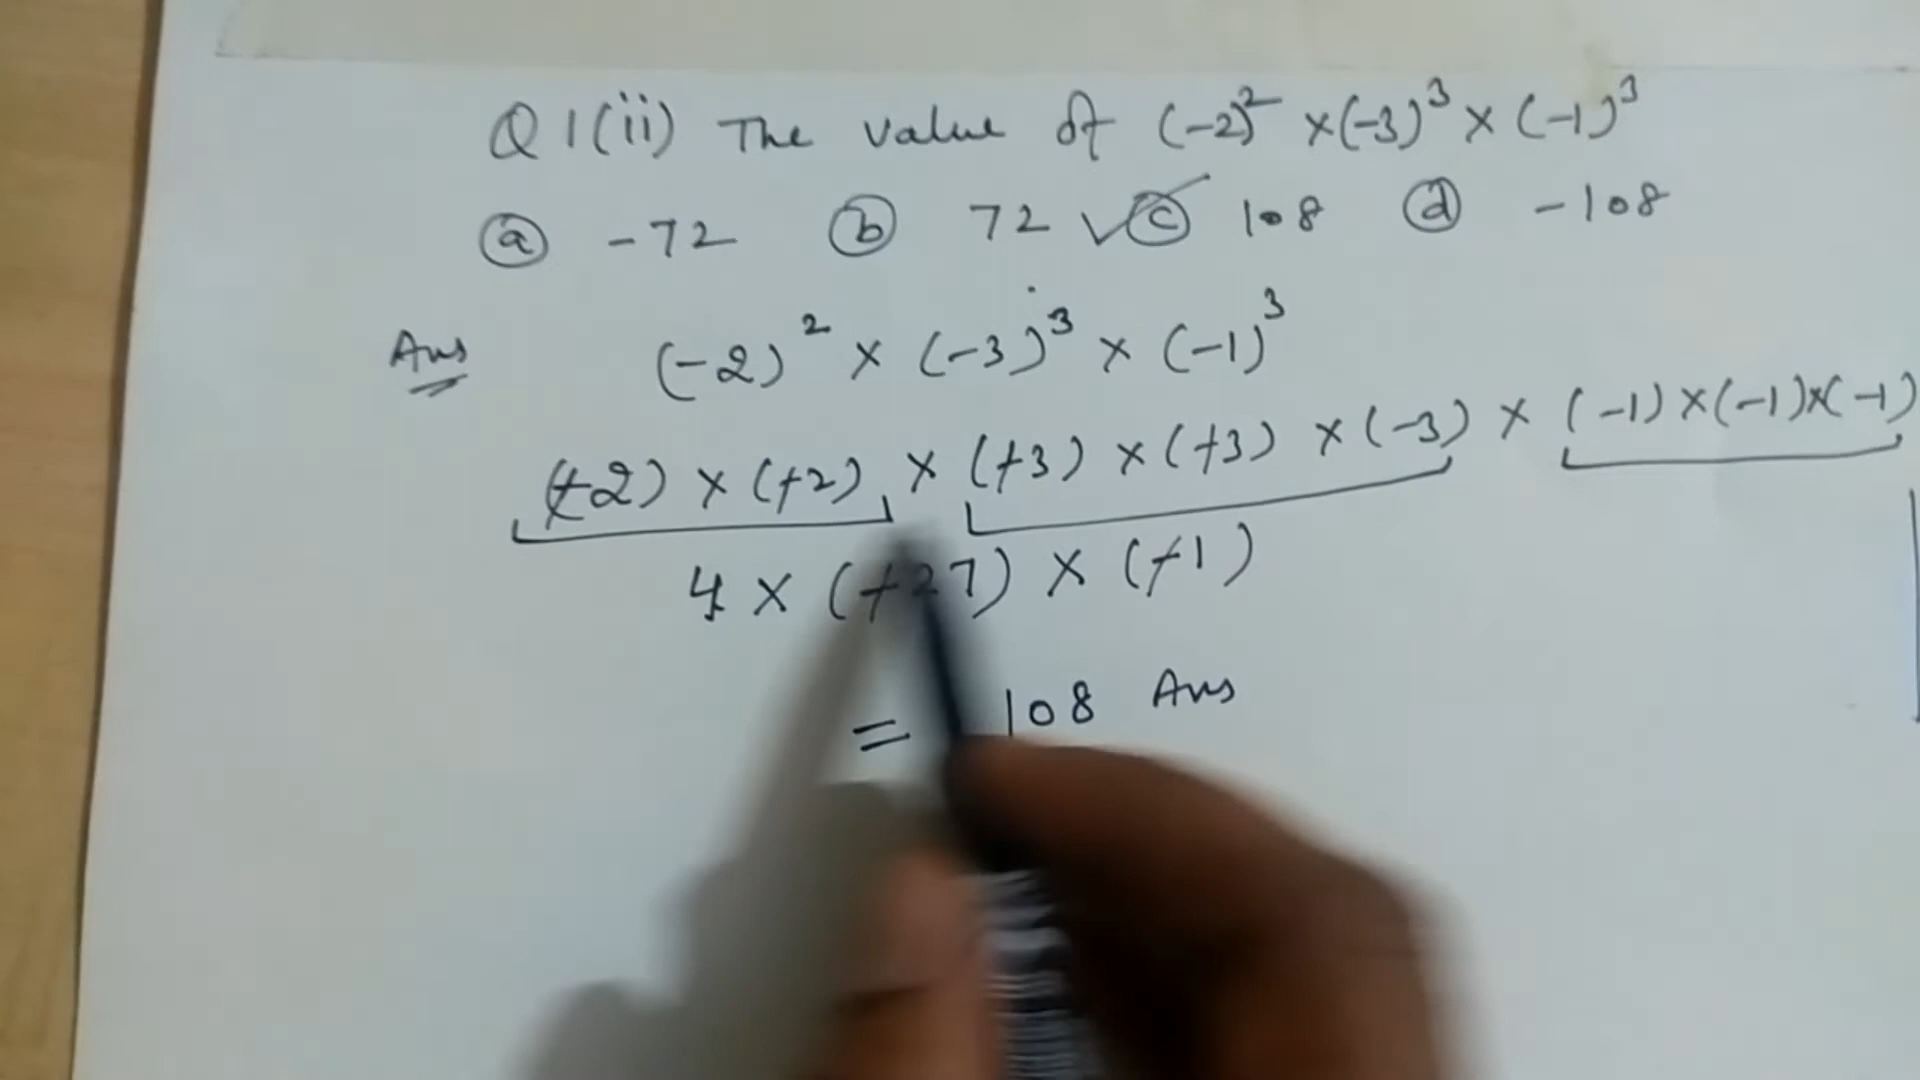 Q1(ii) The value of (-2)² ×(-3)³ × (-1)³
ⓐ -72 ⓑ 72 ✓ⓒ 108 ⓓ -108
Ans (-2)² × (-3)³ × (-1)³
(+2) × (+2) × (+3) × (+3) × (-3) × (-1)×(-1)×(-1)
4 × (+27) × (+1)
= 108 Ans